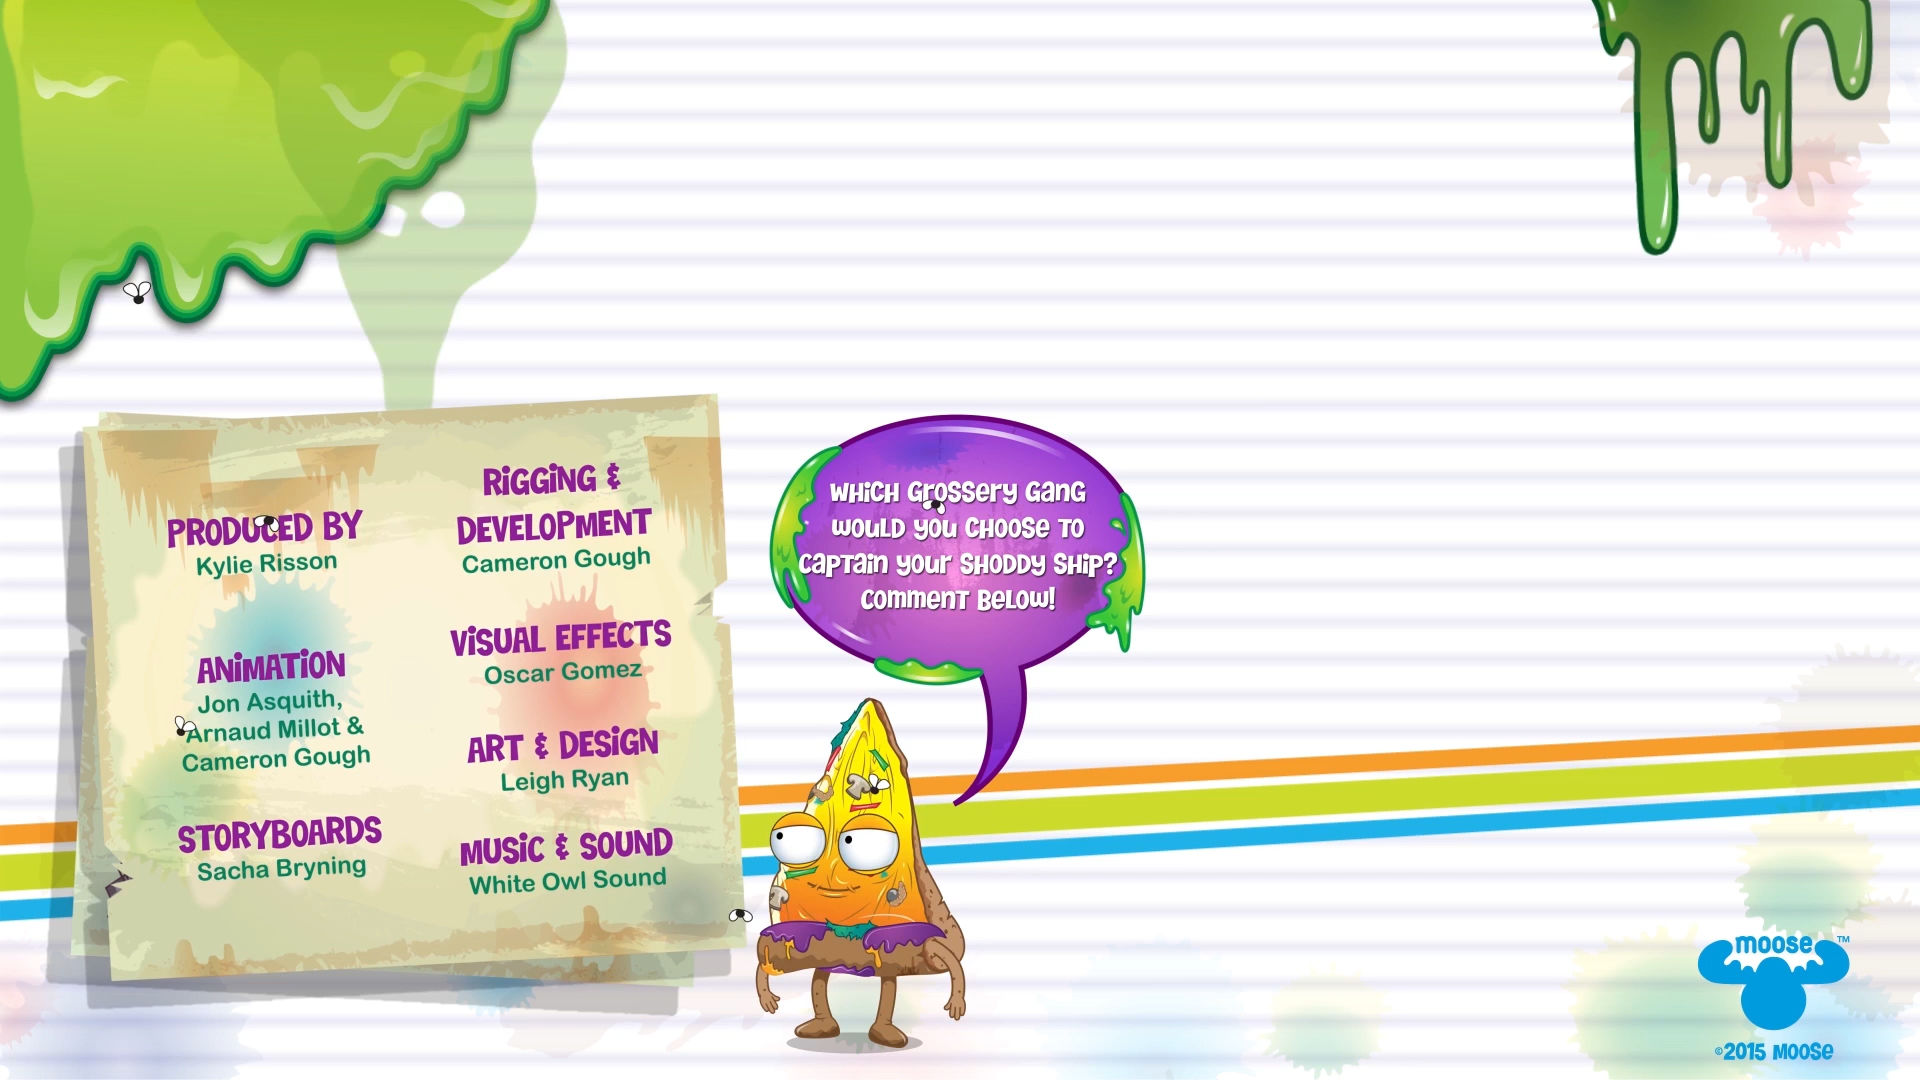 PRODUCED BY
Kylie Risson
ANiMATiON
Jon Asquith,
Arnaud Millot &
Cameron Gough
STORYBOARDS
Sacha Bryning
RiGGiNG &
DEVELOPMENT
Cameron Gough
ViSUAL EFFECTS
Oscar Gomez
ART & DESiGN
Leigh Ryan
MUSiC & SOUND
White Owl Sound
WHiCH Grossery Gang
would you choose to
captain your Shoddy Ship?
Comment Below!
moose™
©2015 MOOSE